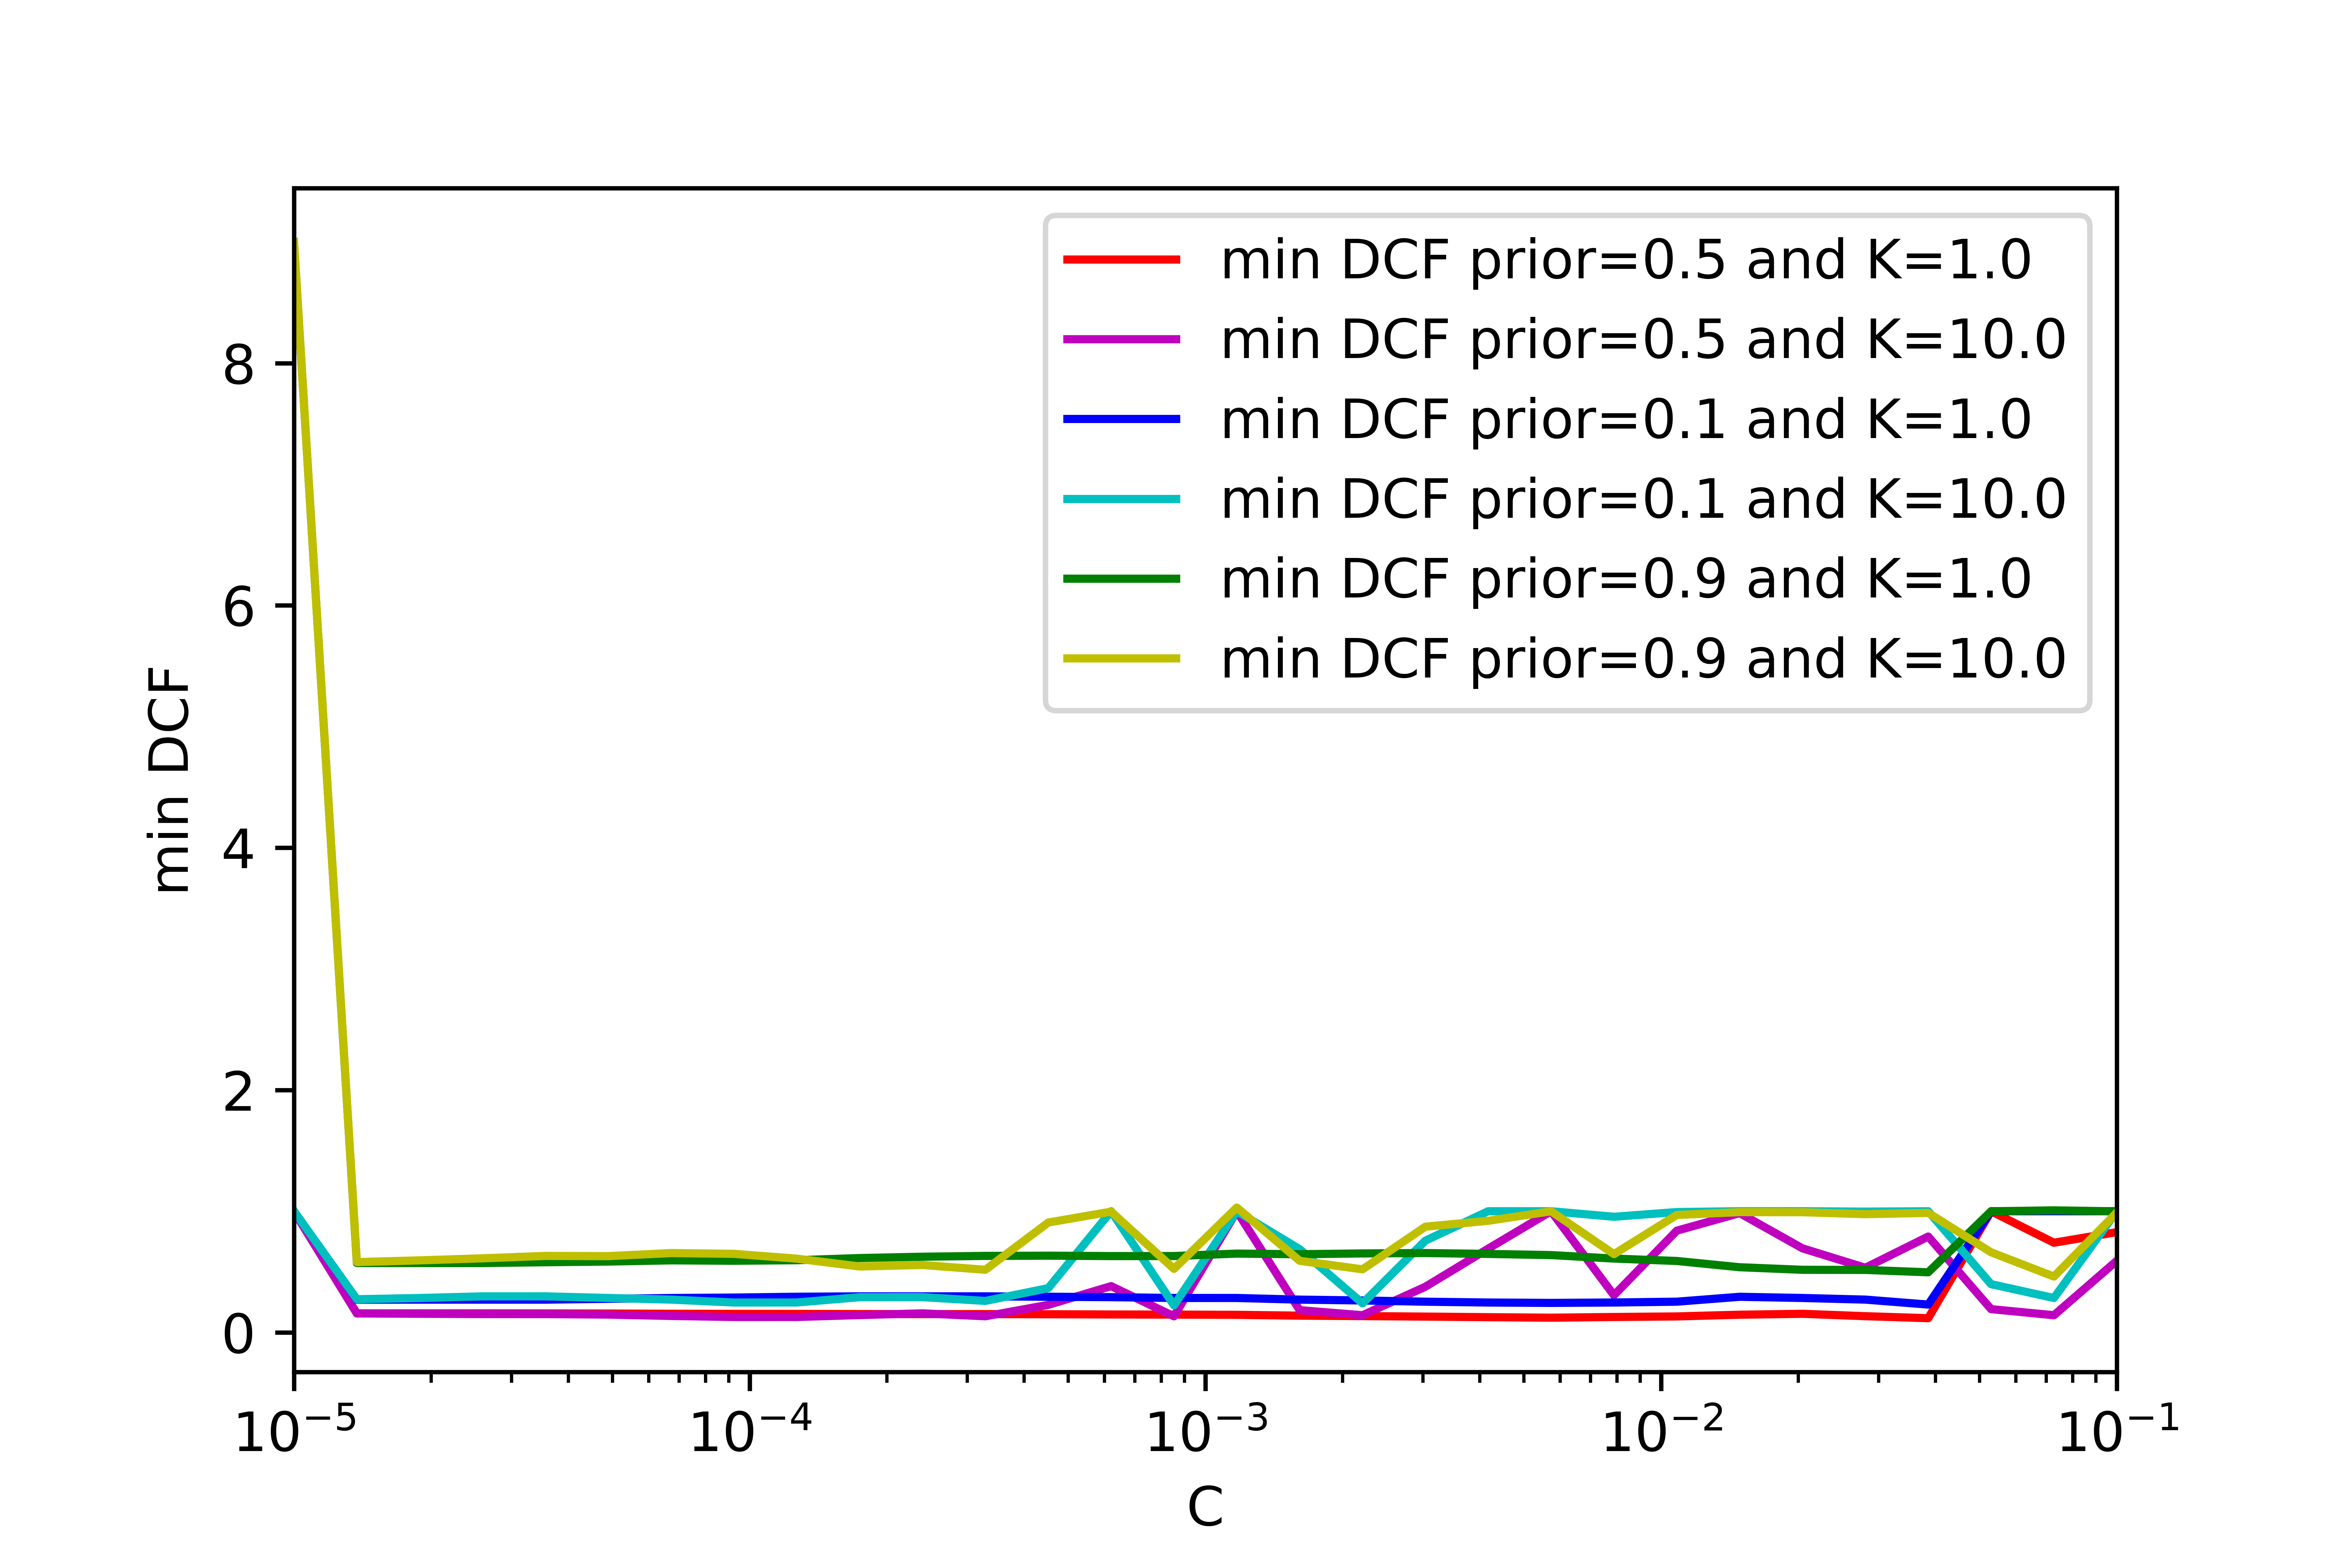 min DCF prior=0.5 and K=1.0
min DCF prior=0.5 and K=10.0
min DCF prior=0.1 and K=1.0
min DCF prior=0.1 and K=10.0
min DCF prior=0.9 and K=1.0
min DCF prior=0.9 and K=10.0
min DCF
8
6
4
2
0
10⁻⁵ 10⁻⁴ 10⁻³ 10⁻² 10⁻¹
C